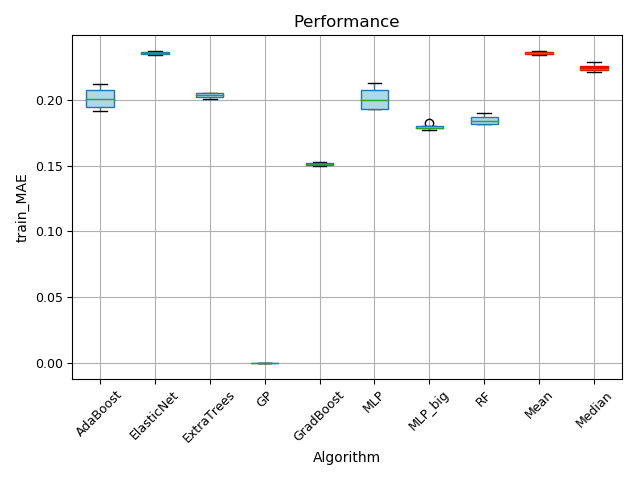 Performance
train_MAE
0.20
0.15
0.10
0.05
0.00
AdaBoost
ElasticNet
ExtraTrees
GP
GradBoost
MLP
MLP_big
RF
Mean
Median
Algorithm